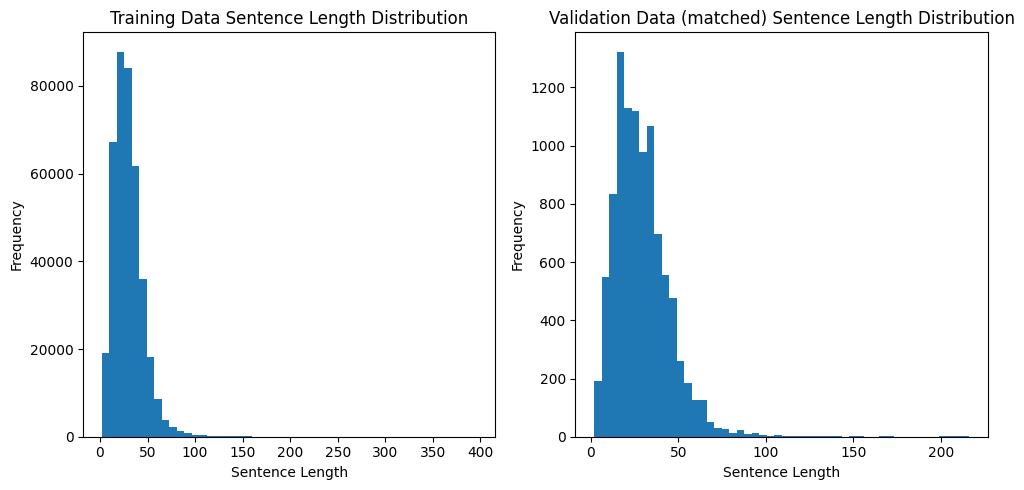 Training Data Sentence Length Distribution
80000
60000
40000
20000
0
Frequency
0 50 100 150 200 250 300 350 400
Sentence Length
Validation Data (matched) Sentence Length Distribution
1200
1000
800
600
400
200
0
Frequency
0 50 100 150 200
Sentence Length